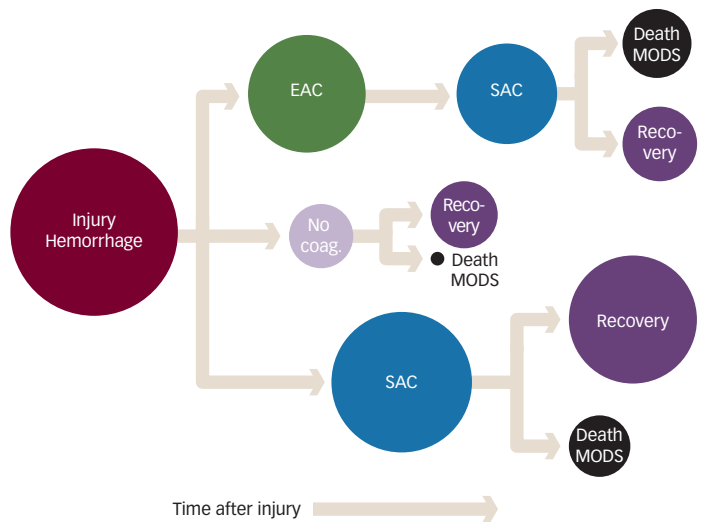 Death
MODS
EAC
SAC
Reco-
very
Injury
Hemorrhage
No
coag.
Reco-
very
Death
MODS
Recovery
SAC
Death
MODS
Time after injury